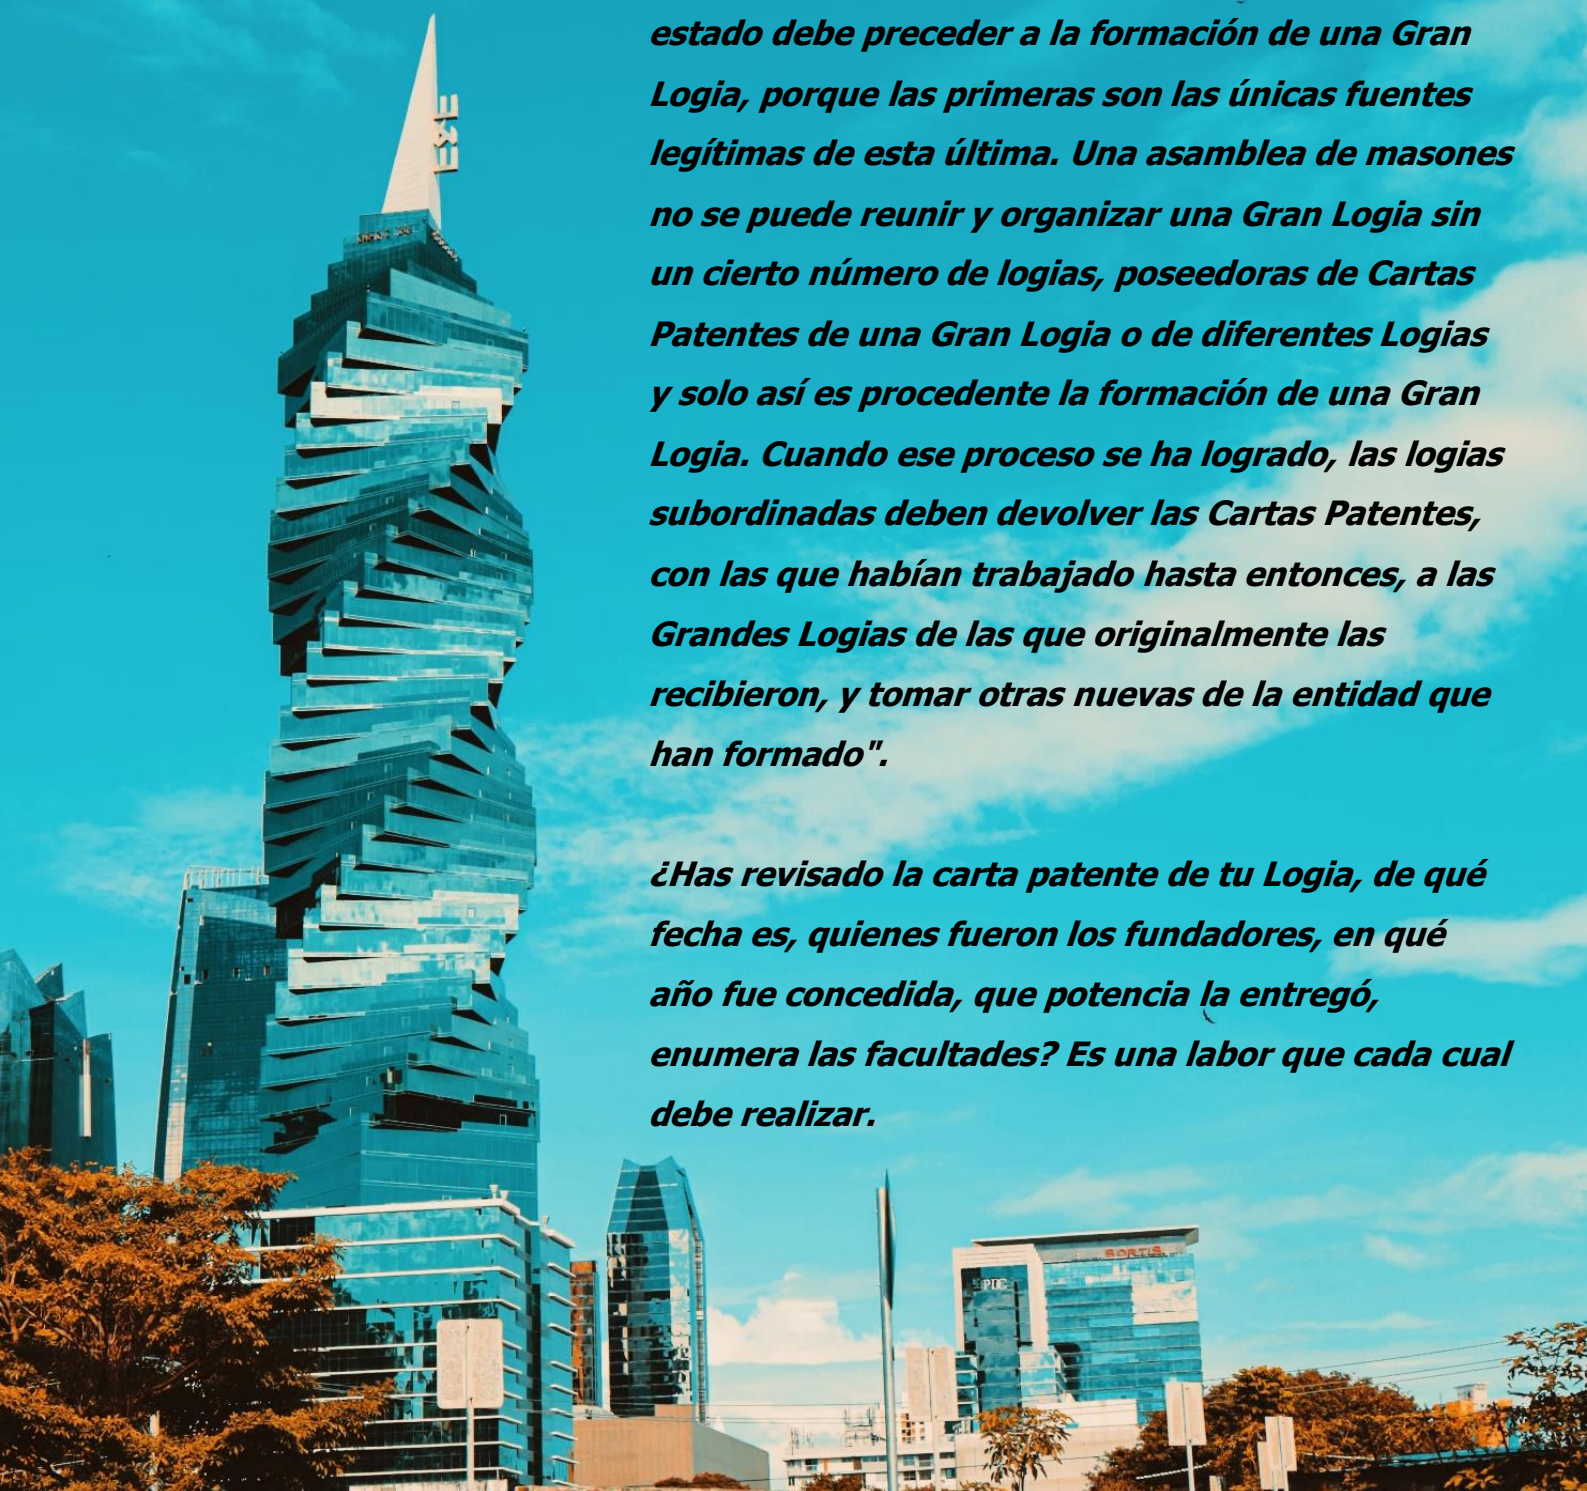 estado debe preceder a la formación de una Gran
Logia, porque las primeras son las únicas fuentes
legítimas de esta última. Una asamblea de masones
no se puede reunir y organizar una Gran Logia sin
un cierto número de logias, poseedoras de Cartas
Patentes de una Gran Logia o de diferentes Logias
y solo así es procedente la formación de una Gran
Logia. Cuando ese proceso se ha logrado, las logias
subordinadas deben devolver las Cartas Patentes,
con las que habían trabajado hasta entonces, a las
Grandes Logias de las que originalmente las
recibieron, y tomar otras nuevas de la entidad que
han formado".
¿Has revisado la carta patente de tu Logia, de qué
fecha es, quienes fueron los fundadores, en qué
año fue concedida, que potencia la entregó,
enumera las facultades? Es una labor que cada cual
debe realizar.
F&F
SORTIS